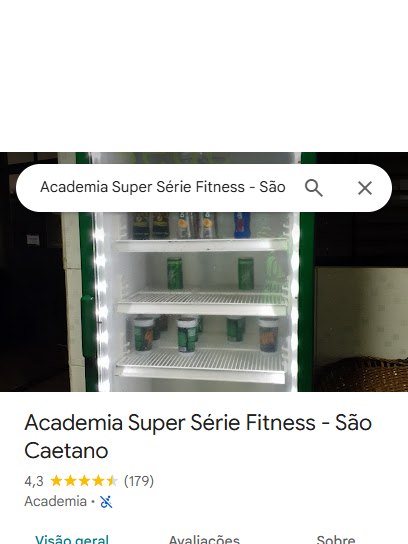 Academia Super Série Fitness - São
Academia Super Série Fitness - São
Caetano
4,3 (179)
Academia ·
Visão geral Avaliações Sobre